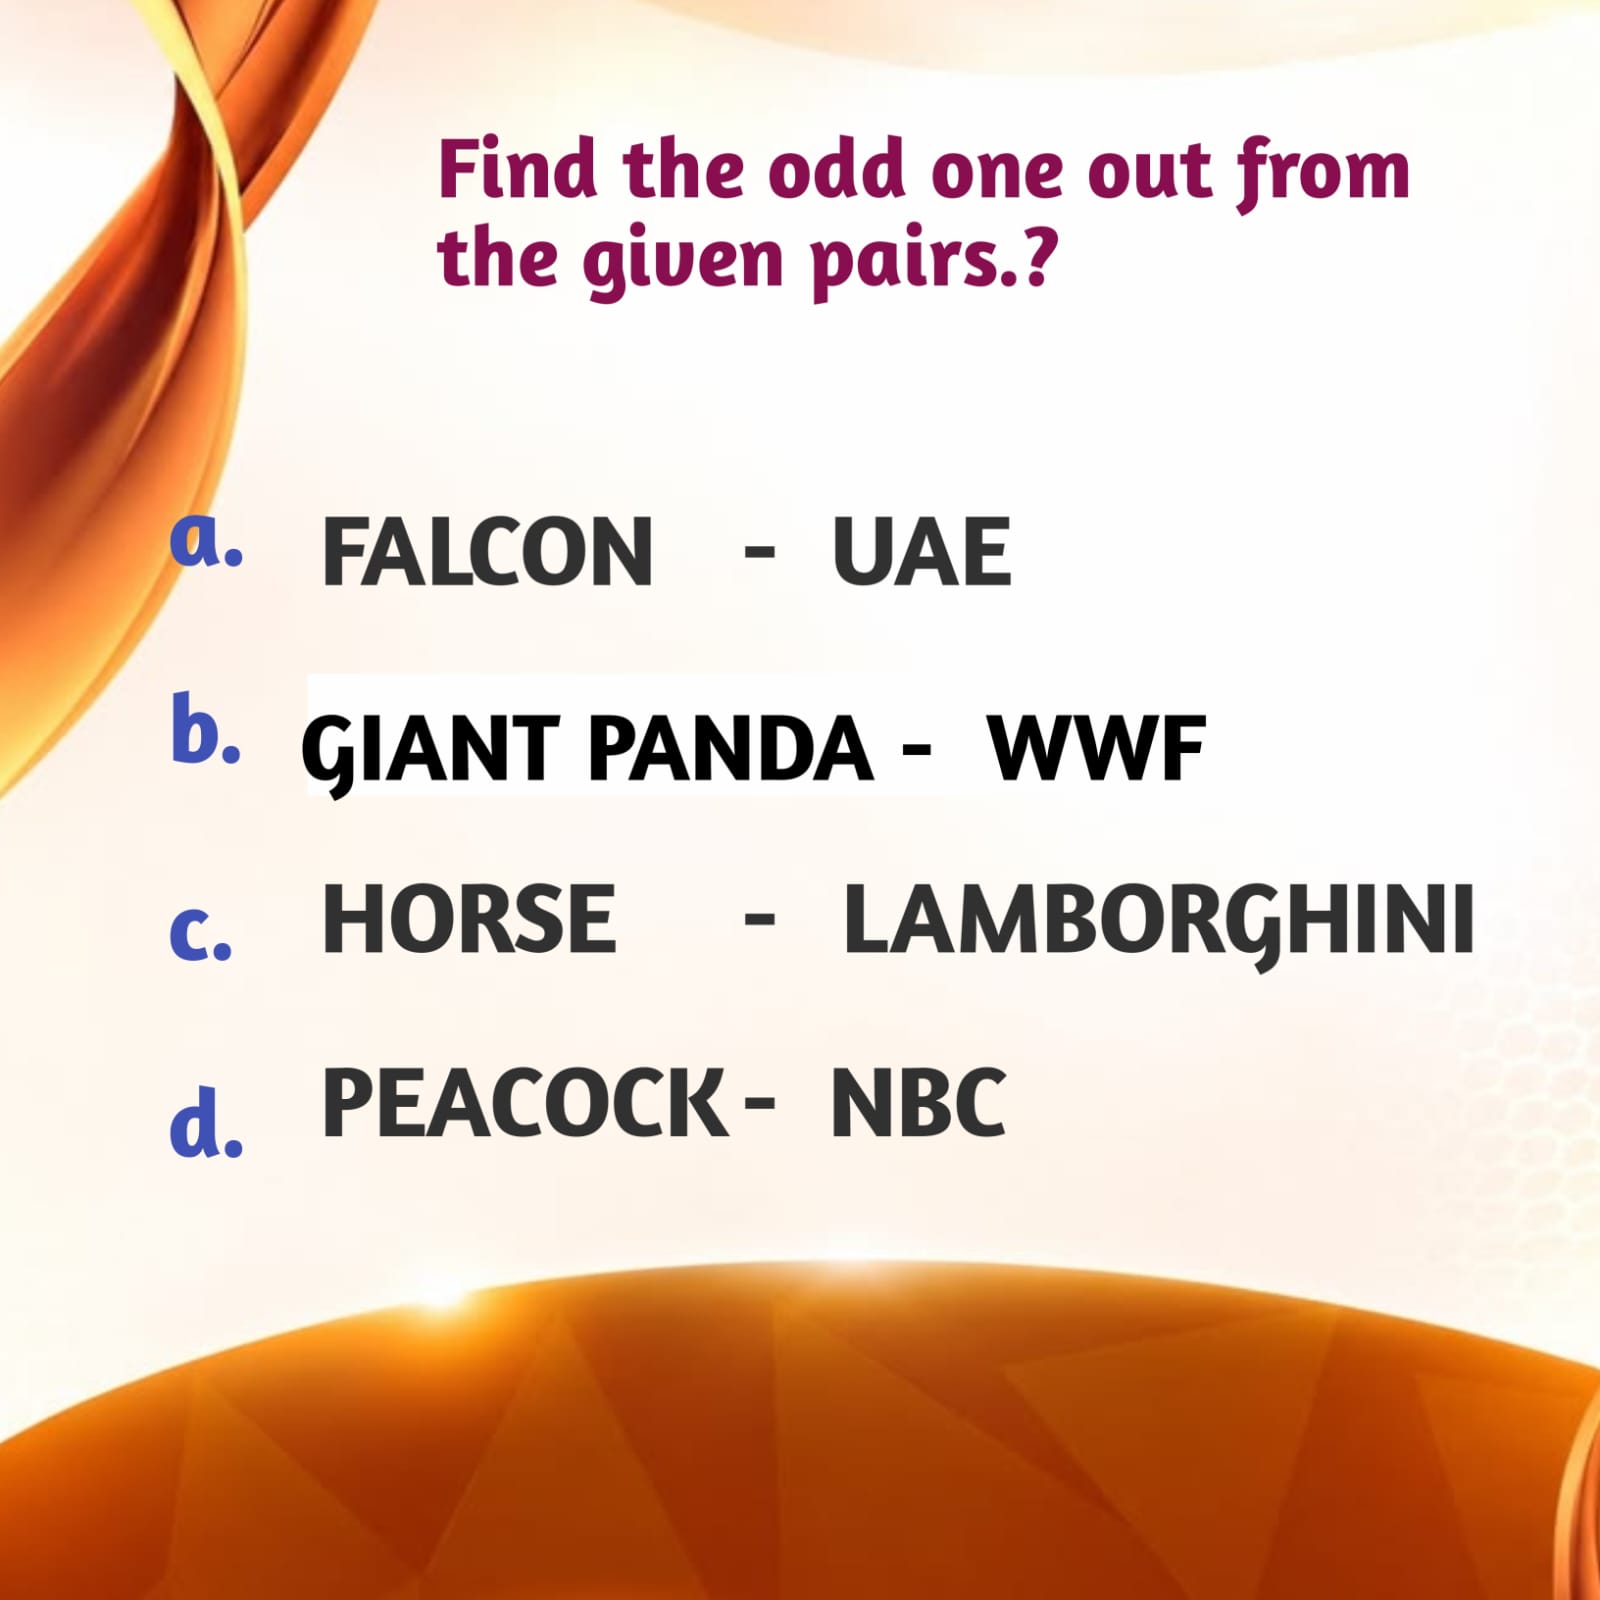 Find the odd one out from
the given pairs.?
a. FALCON - UAE
b. GIANT PANDA - WWF
c. HORSE - LAMBORGHINI
d. PEACOCK - NBC